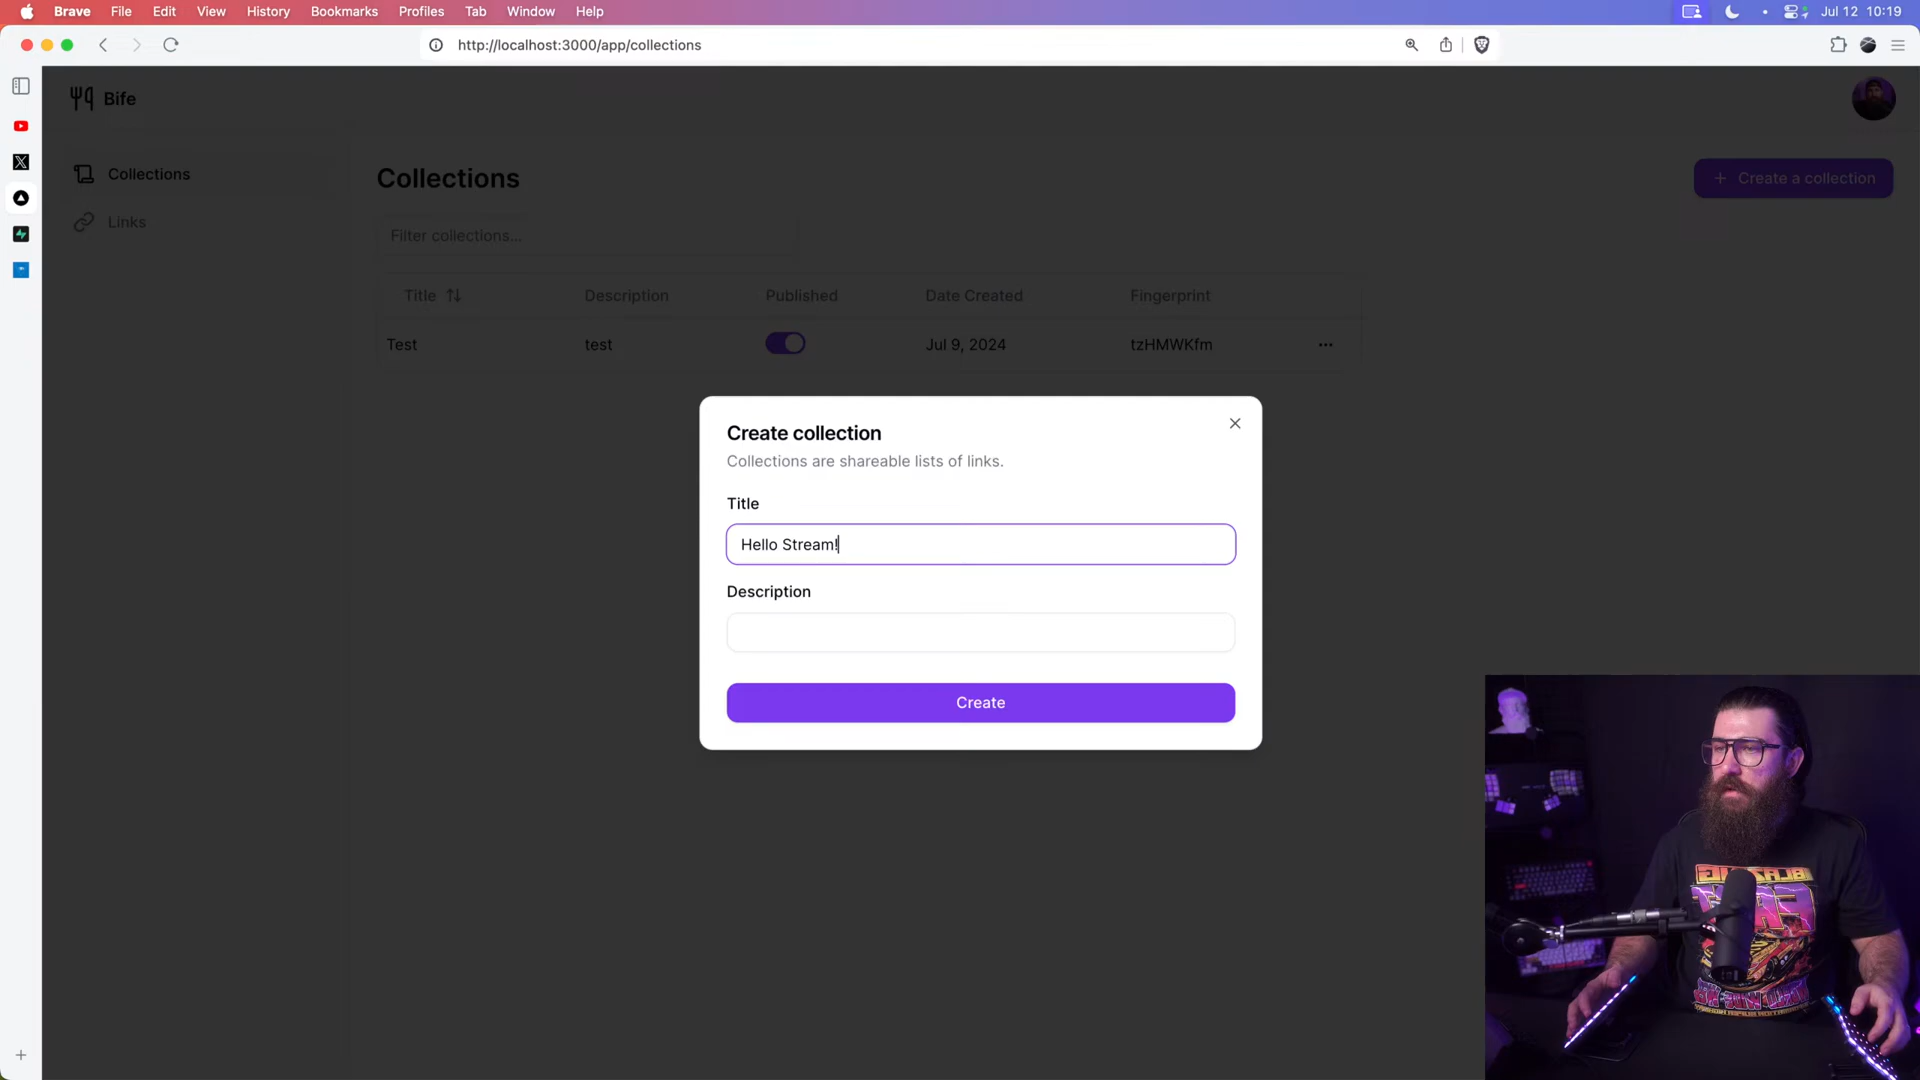 Brave File Edit View History Bookmarks Profiles Tab Window Help Jul 12 10:19
http://localhost:3000/app/collections
Bife
Collections
Links
Collections
+ Create a collection
Filter collections...
Title Description Published Date Created Fingerprint
Test test Jul 9, 2024 tzHMWKfm
Create collection
Collections are shareable lists of links.
Title
Hello Stream!
Description
Create